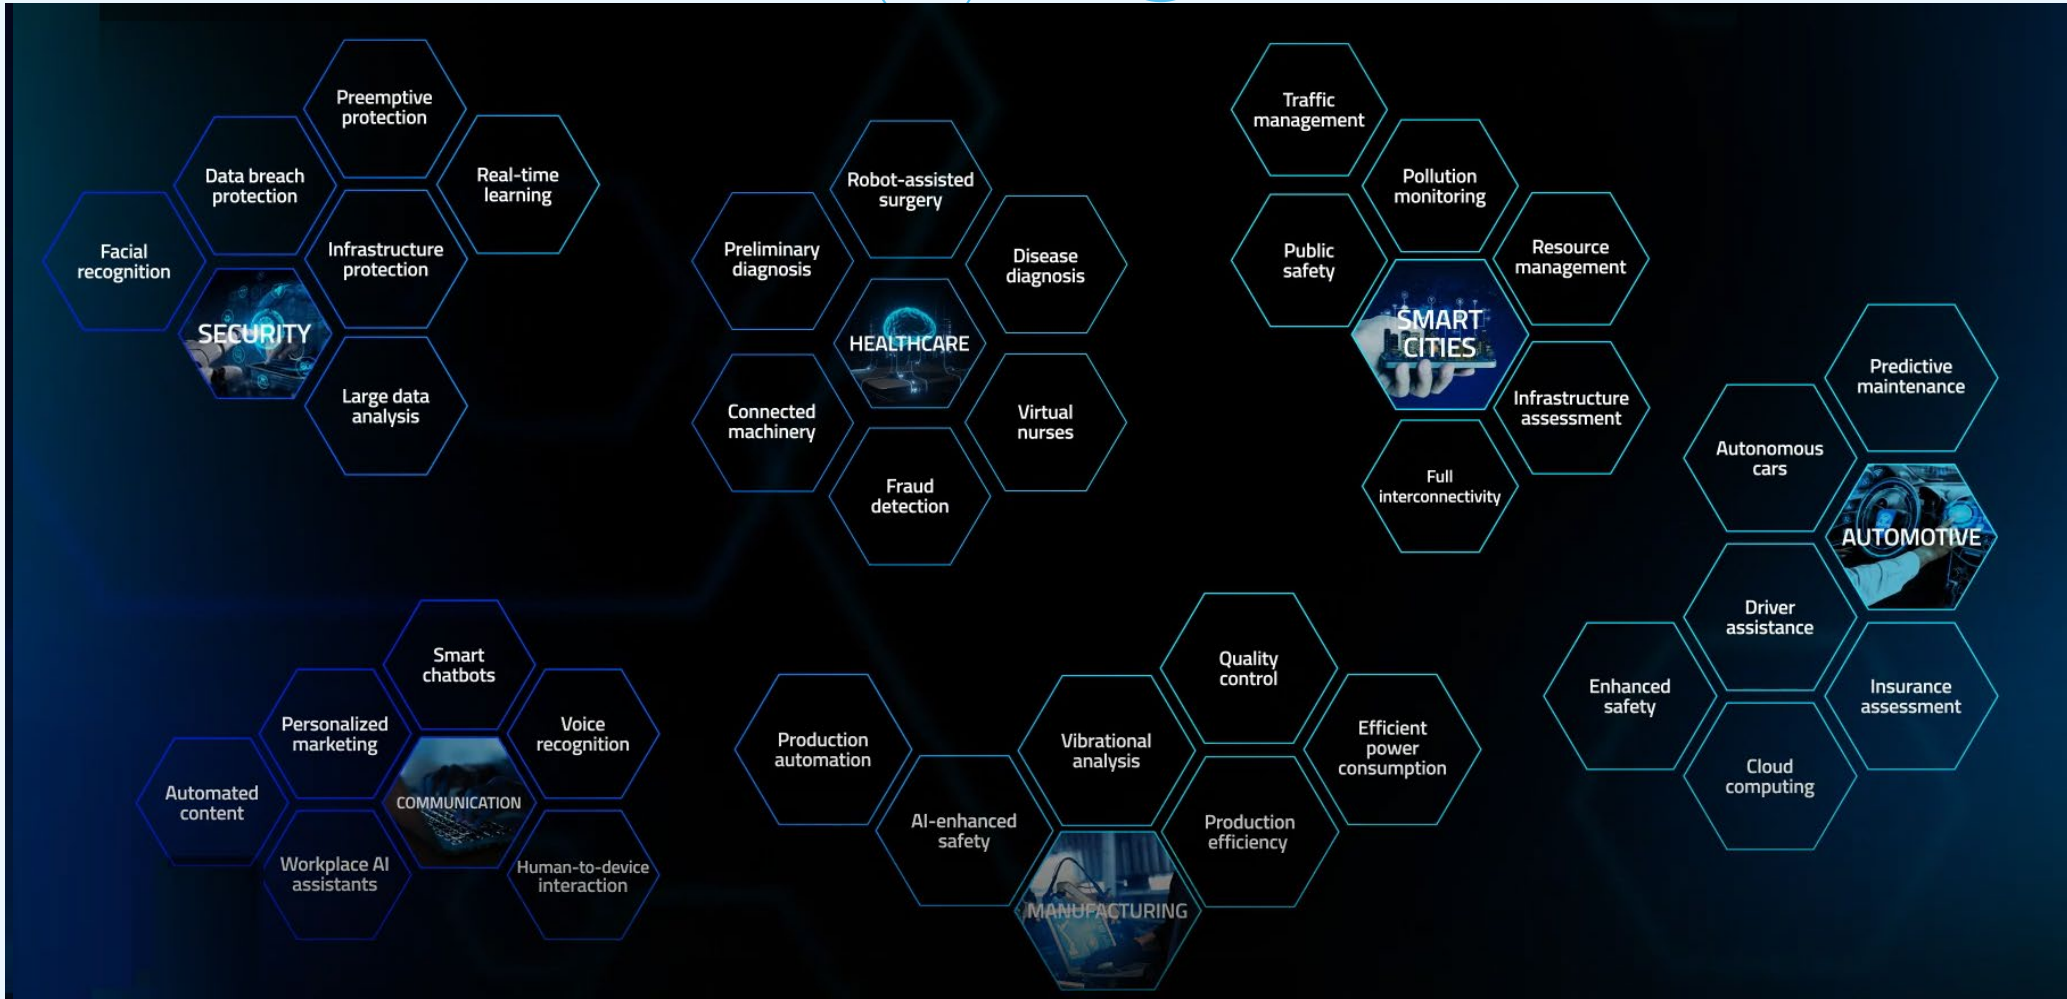 Preemptive
protection
Data breach
protection
Real-time
learning
Facial
recognition
Infrastructure
protection
SECURITY
Large data
analysis
Robot-assisted
surgery
Preliminary
diagnosis
Disease
diagnosis
HEALTHCARE
Connected
machinery
Virtual
nurses
Fraud
detection
Traffic
management
Pollution
monitoring
Public
safety
Resource
management
SMART
CITIES
Infrastructure
assessment
Full
interconnectivity
Predictive
maintenance
Autonomous
cars
AUTOMOTIVE
Driver
assistance
Enhanced
safety
Insurance
assessment
Cloud
computing
Smart
chatbots
Personalized
marketing
Voice
recognition
Automated
content
COMMUNICATION
Workplace AI
assistants
Human-to-device
interaction
Quality
control
Production
automation
Vibrational
analysis
Efficient
power
consumption
AI-enhanced
safety
Production
efficiency
MANUFACTURING